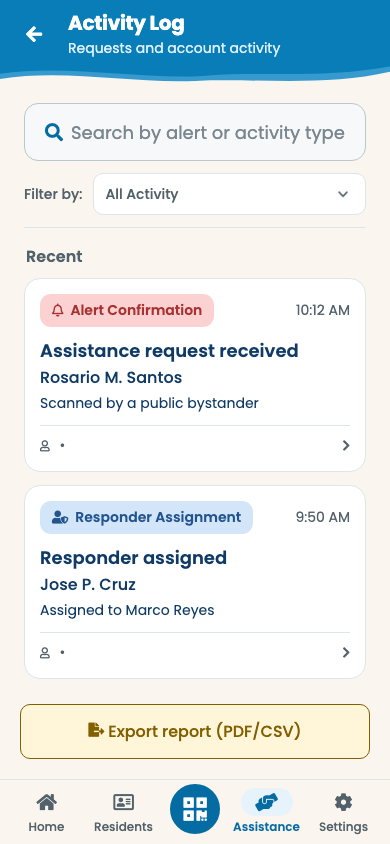 Activity Log
Requests and account activity
Search by alert or activity type
Filter by: All Activity
Recent
Alert Confirmation 10:12 AM
Assistance request received
Rosario M. Santos
Scanned by a public bystander
•
Responder Assignment 9:50 AM
Responder assigned
Jose P. Cruz
Assigned to Marco Reyes
•
Export report (PDF/CSV)
Home Residents Assistance Settings